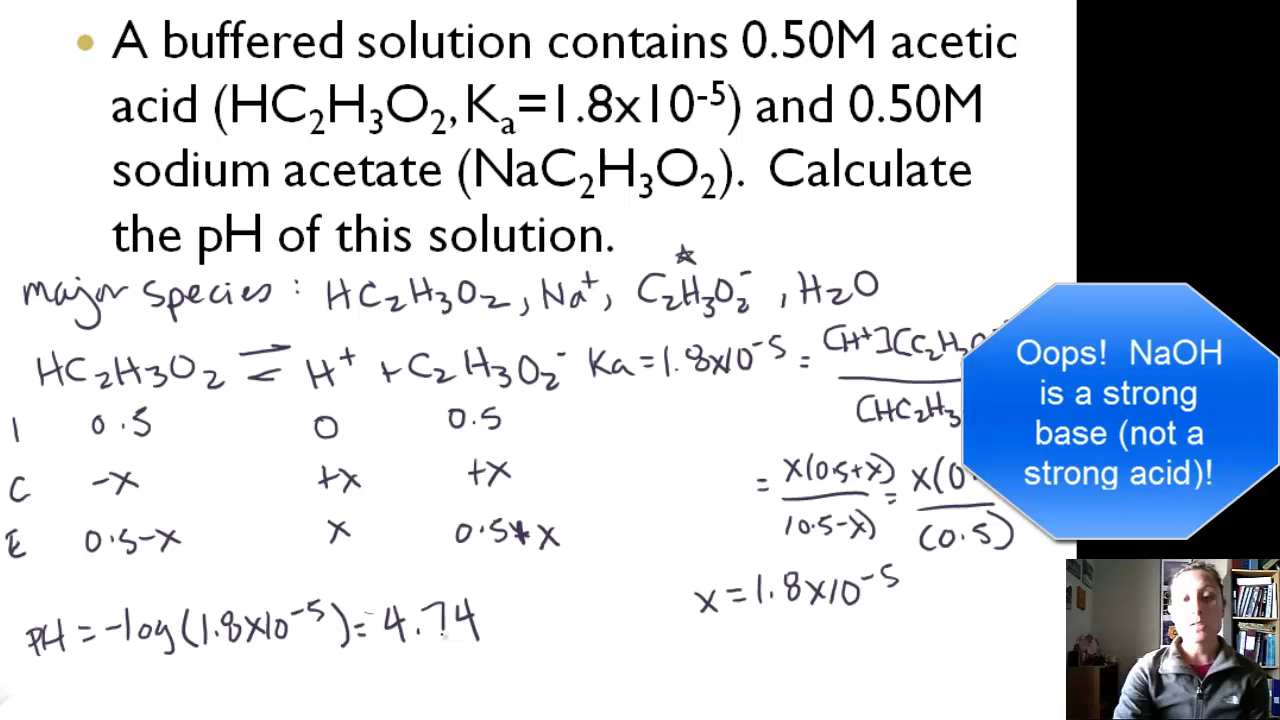 • A buffered solution contains 0.50M acetic
acid (HC₂H₃O₂, Kₐ=1.8x10⁻⁵) and 0.50M
sodium acetate (NaC₂H₃O₂). Calculate
the pH of this solution.
major species : HC₂H₃O₂, Na⁺, C₂H₃O₂⁻, H₂O
HC₂H₃O₂ ⇌ H⁺ + C₂H₃O₂⁻ Ka = 1.8x10⁻⁵ = [H⁺][C₂H₃O
[HC₂H₃
I 0.5 0 0.5
C -x +x +x
E 0.5-x x 0.5+x
= x(0.5+x) = x(0.
(0.5-x) (0.5)
x = 1.8x10⁻⁵
pH = -log(1.8x10⁻⁵) = 4.74
Oops! NaOH
is a strong
base (not a
strong acid)!